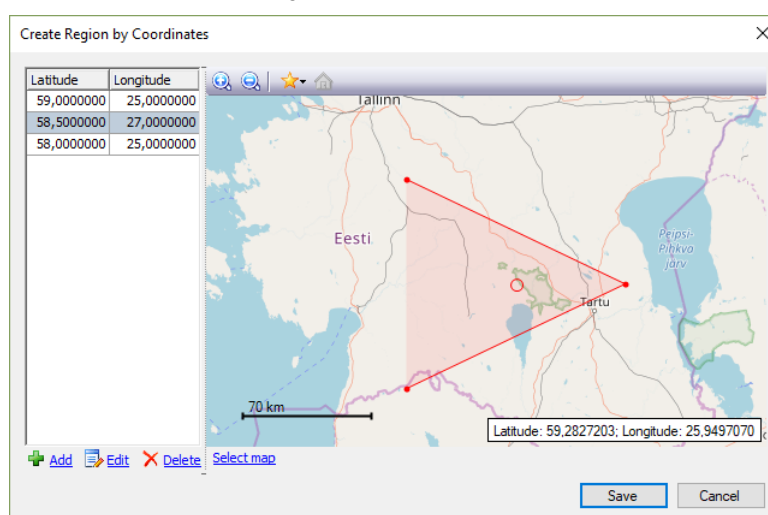 Create Region by Coordinates
Latitude Longitude
59,0000000 25,0000000
58,5000000 27,0000000
58,0000000 25,0000000
Tallinn
Eesti
Peipsi-
Pihkva
järv
Tartu
70 km
Latitude: 59,2827203; Longitude: 25,9497070
Add Edit Delete Select map
Save Cancel